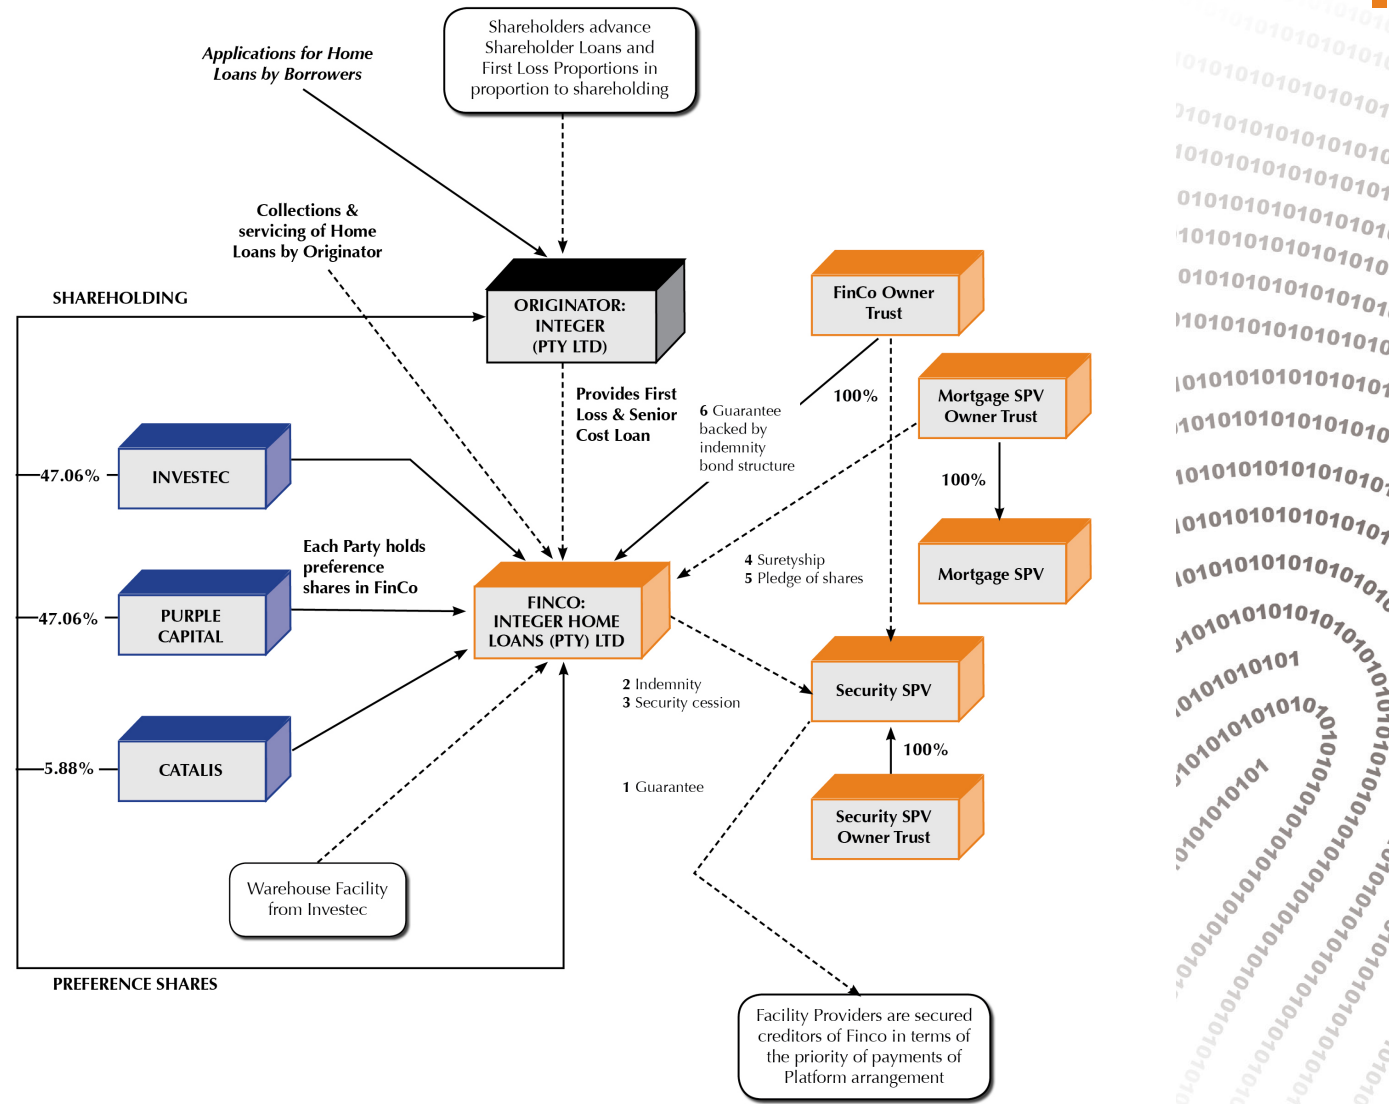 Shareholders advance
Shareholder Loans and
First Loss Proportions in
proportion to shareholding
Applications for Home
Loans by Borrowers
Collections &
servicing of Home
Loans by Originator
SHAREHOLDING
ORIGINATOR:
INTEGER
(PTY LTD)
FinCo Owner
Trust
Provides First
Loss & Senior
Cost Loan
6 Guarantee
backed by
indemnity
bond structure
100%
Mortgage SPV
Owner Trust
100%
47.06%
INVESTEC
Each Party holds
preference
shares in FinCo
4 Suretyship
5 Pledge of shares
Mortgage SPV
47.06%
PURPLE
CAPITAL
FINCO:
INTEGER HOME
LOANS (PTY) LTD
2 Indemnity
3 Security cession
Security SPV
100%
5.88%
CATALIS
1 Guarantee
Security SPV
Owner Trust
Warehouse Facility
from Investec
PREFERENCE SHARES
Facility Providers are secured
creditors of Finco in terms of
the priority of payments of
Platform arrangement